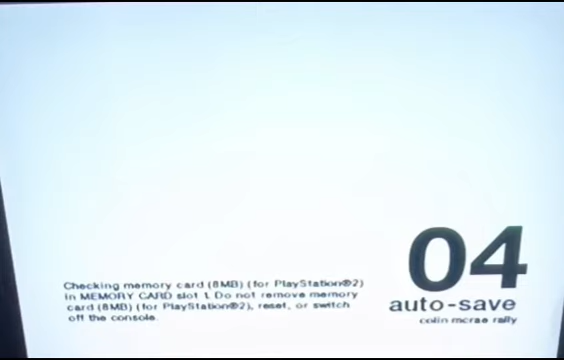 Checking memory card (8MB) (for PlayStation®2)
in MEMORY CARD slot 1. Do not remove memory
card (8MB) (for PlayStation®2), reset, or switch
off the console.
04
auto-save
colin mcrae rally